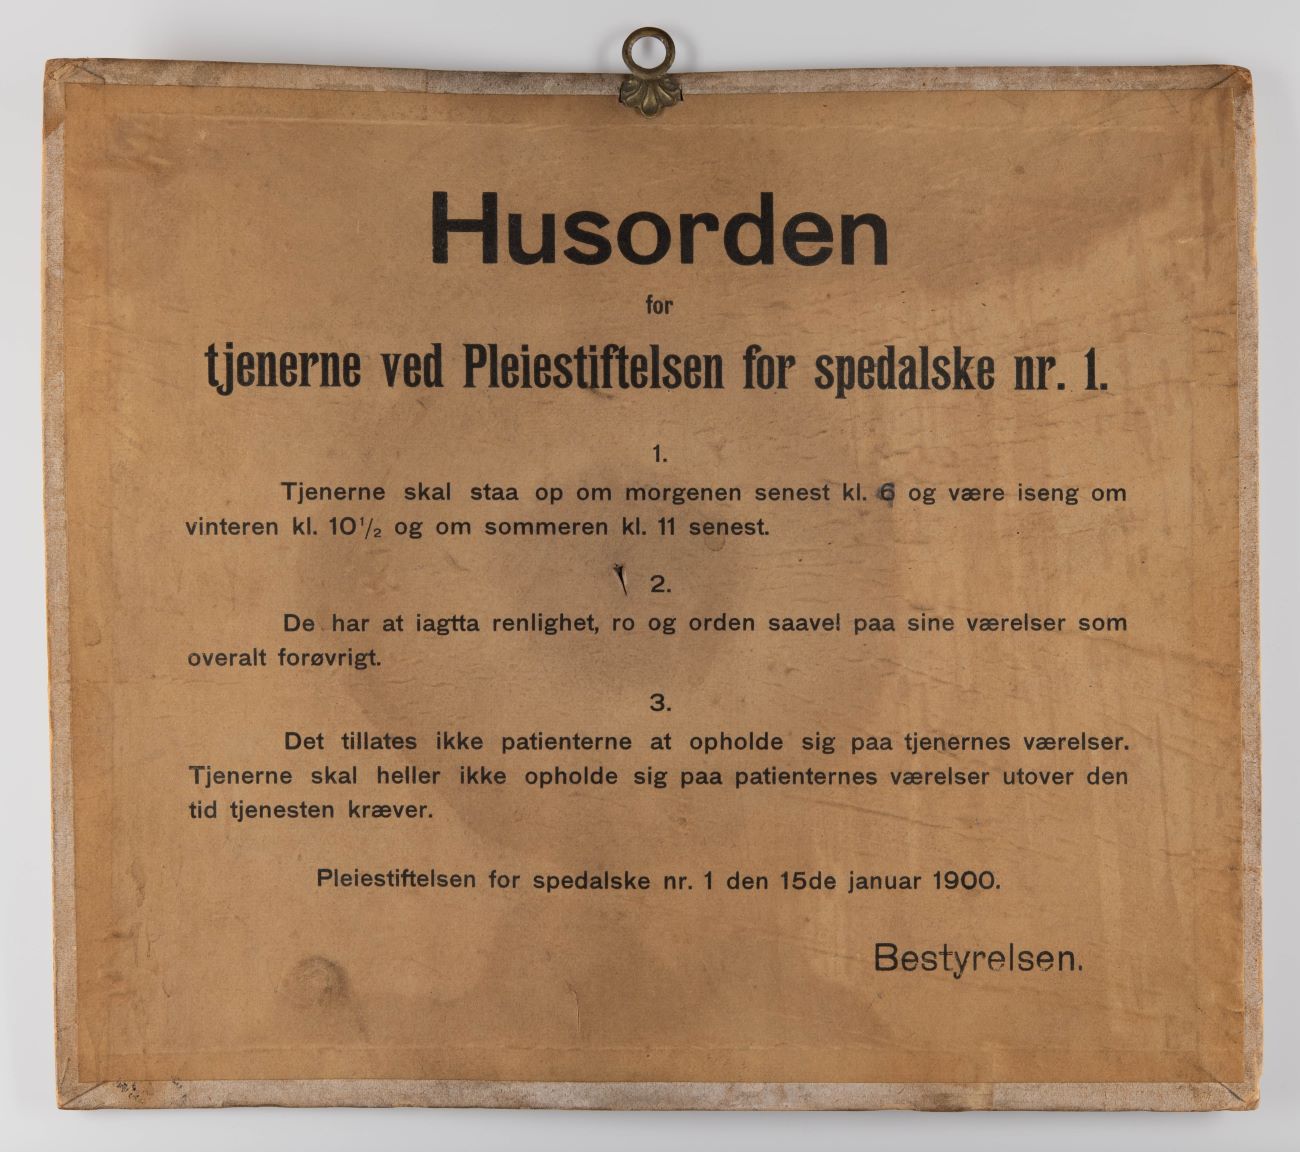 Husorden
for
tjenerne ved Pleiestiftelsen for spedalske nr. 1.
1.
Tjenerne skal staa op om morgenen senest kl. 6 og være iseng om
vinteren kl. 10 1/2 og om sommeren kl. 11 senest.
2.
De har at iagtta renlighet, ro og orden saavel paa sine værelser som
overalt forøvrigt.
3.
Det tillates ikke patienterne at opholde sig paa tjenernes værelser.
Tjenerne skal heller ikke opholde sig paa patienternes værelser utover den
tid tjenesten kræver.
Pleiestiftelsen for spedalske nr. 1 den 15de januar 1900.
Bestyrelsen.